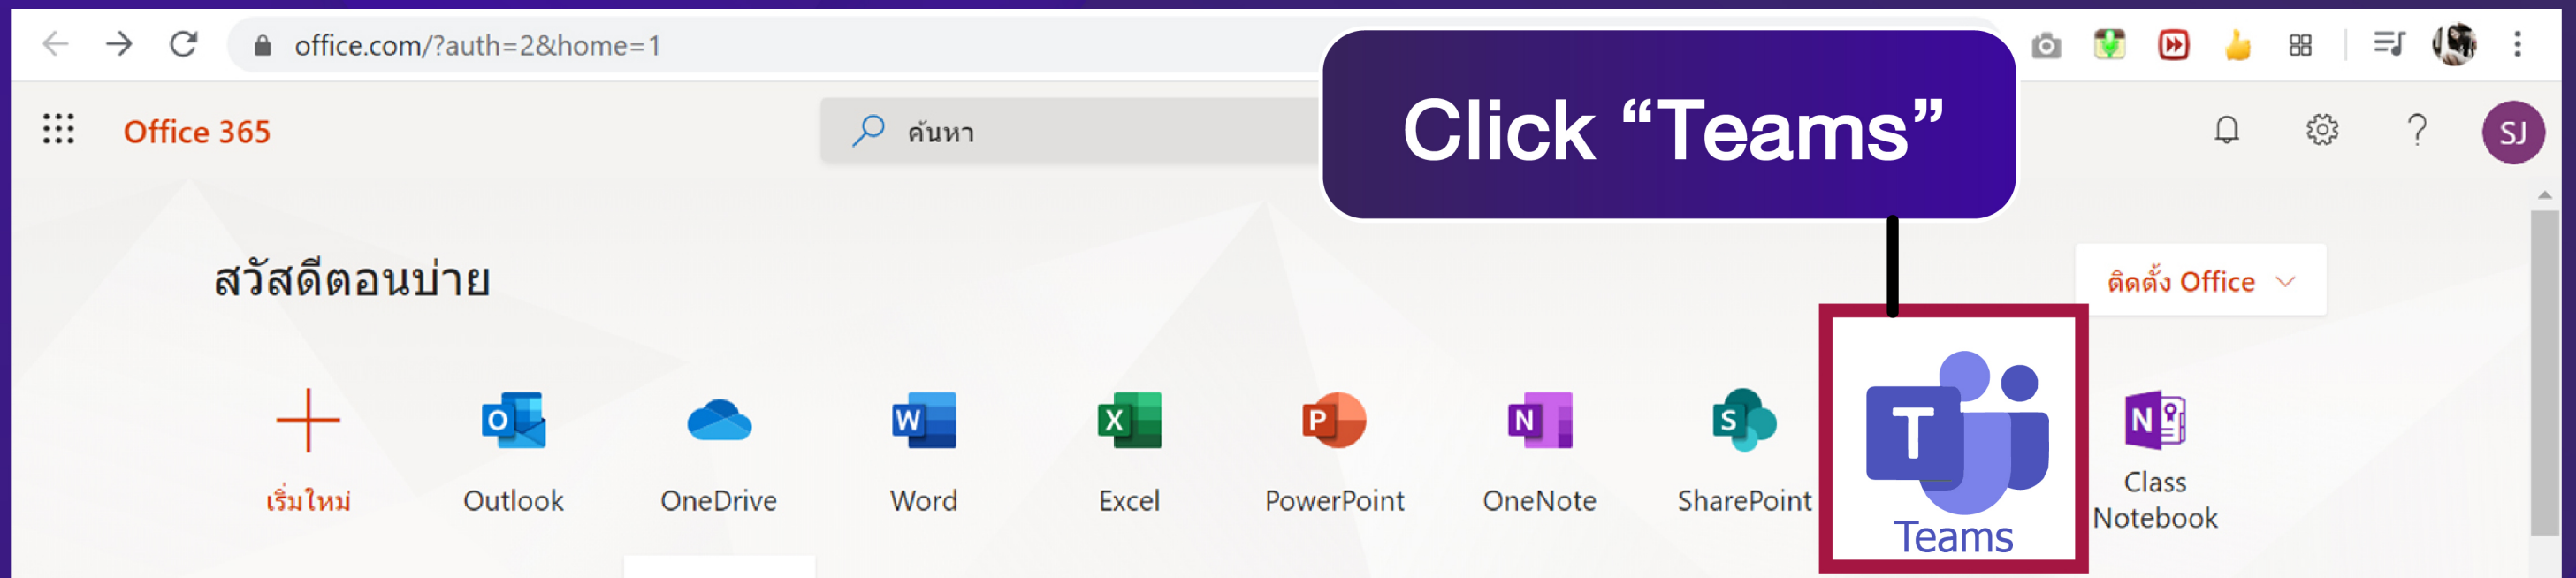 office.com/?auth=2&home=1
Click “Teams”
Office 365
ค้นหา
SJ
สวัสดีตอนบ่าย
ติดตั้ง Office
เริ่มใหม่
Outlook
OneDrive
Word
Excel
PowerPoint
OneNote
SharePoint
Teams
Class
Notebook